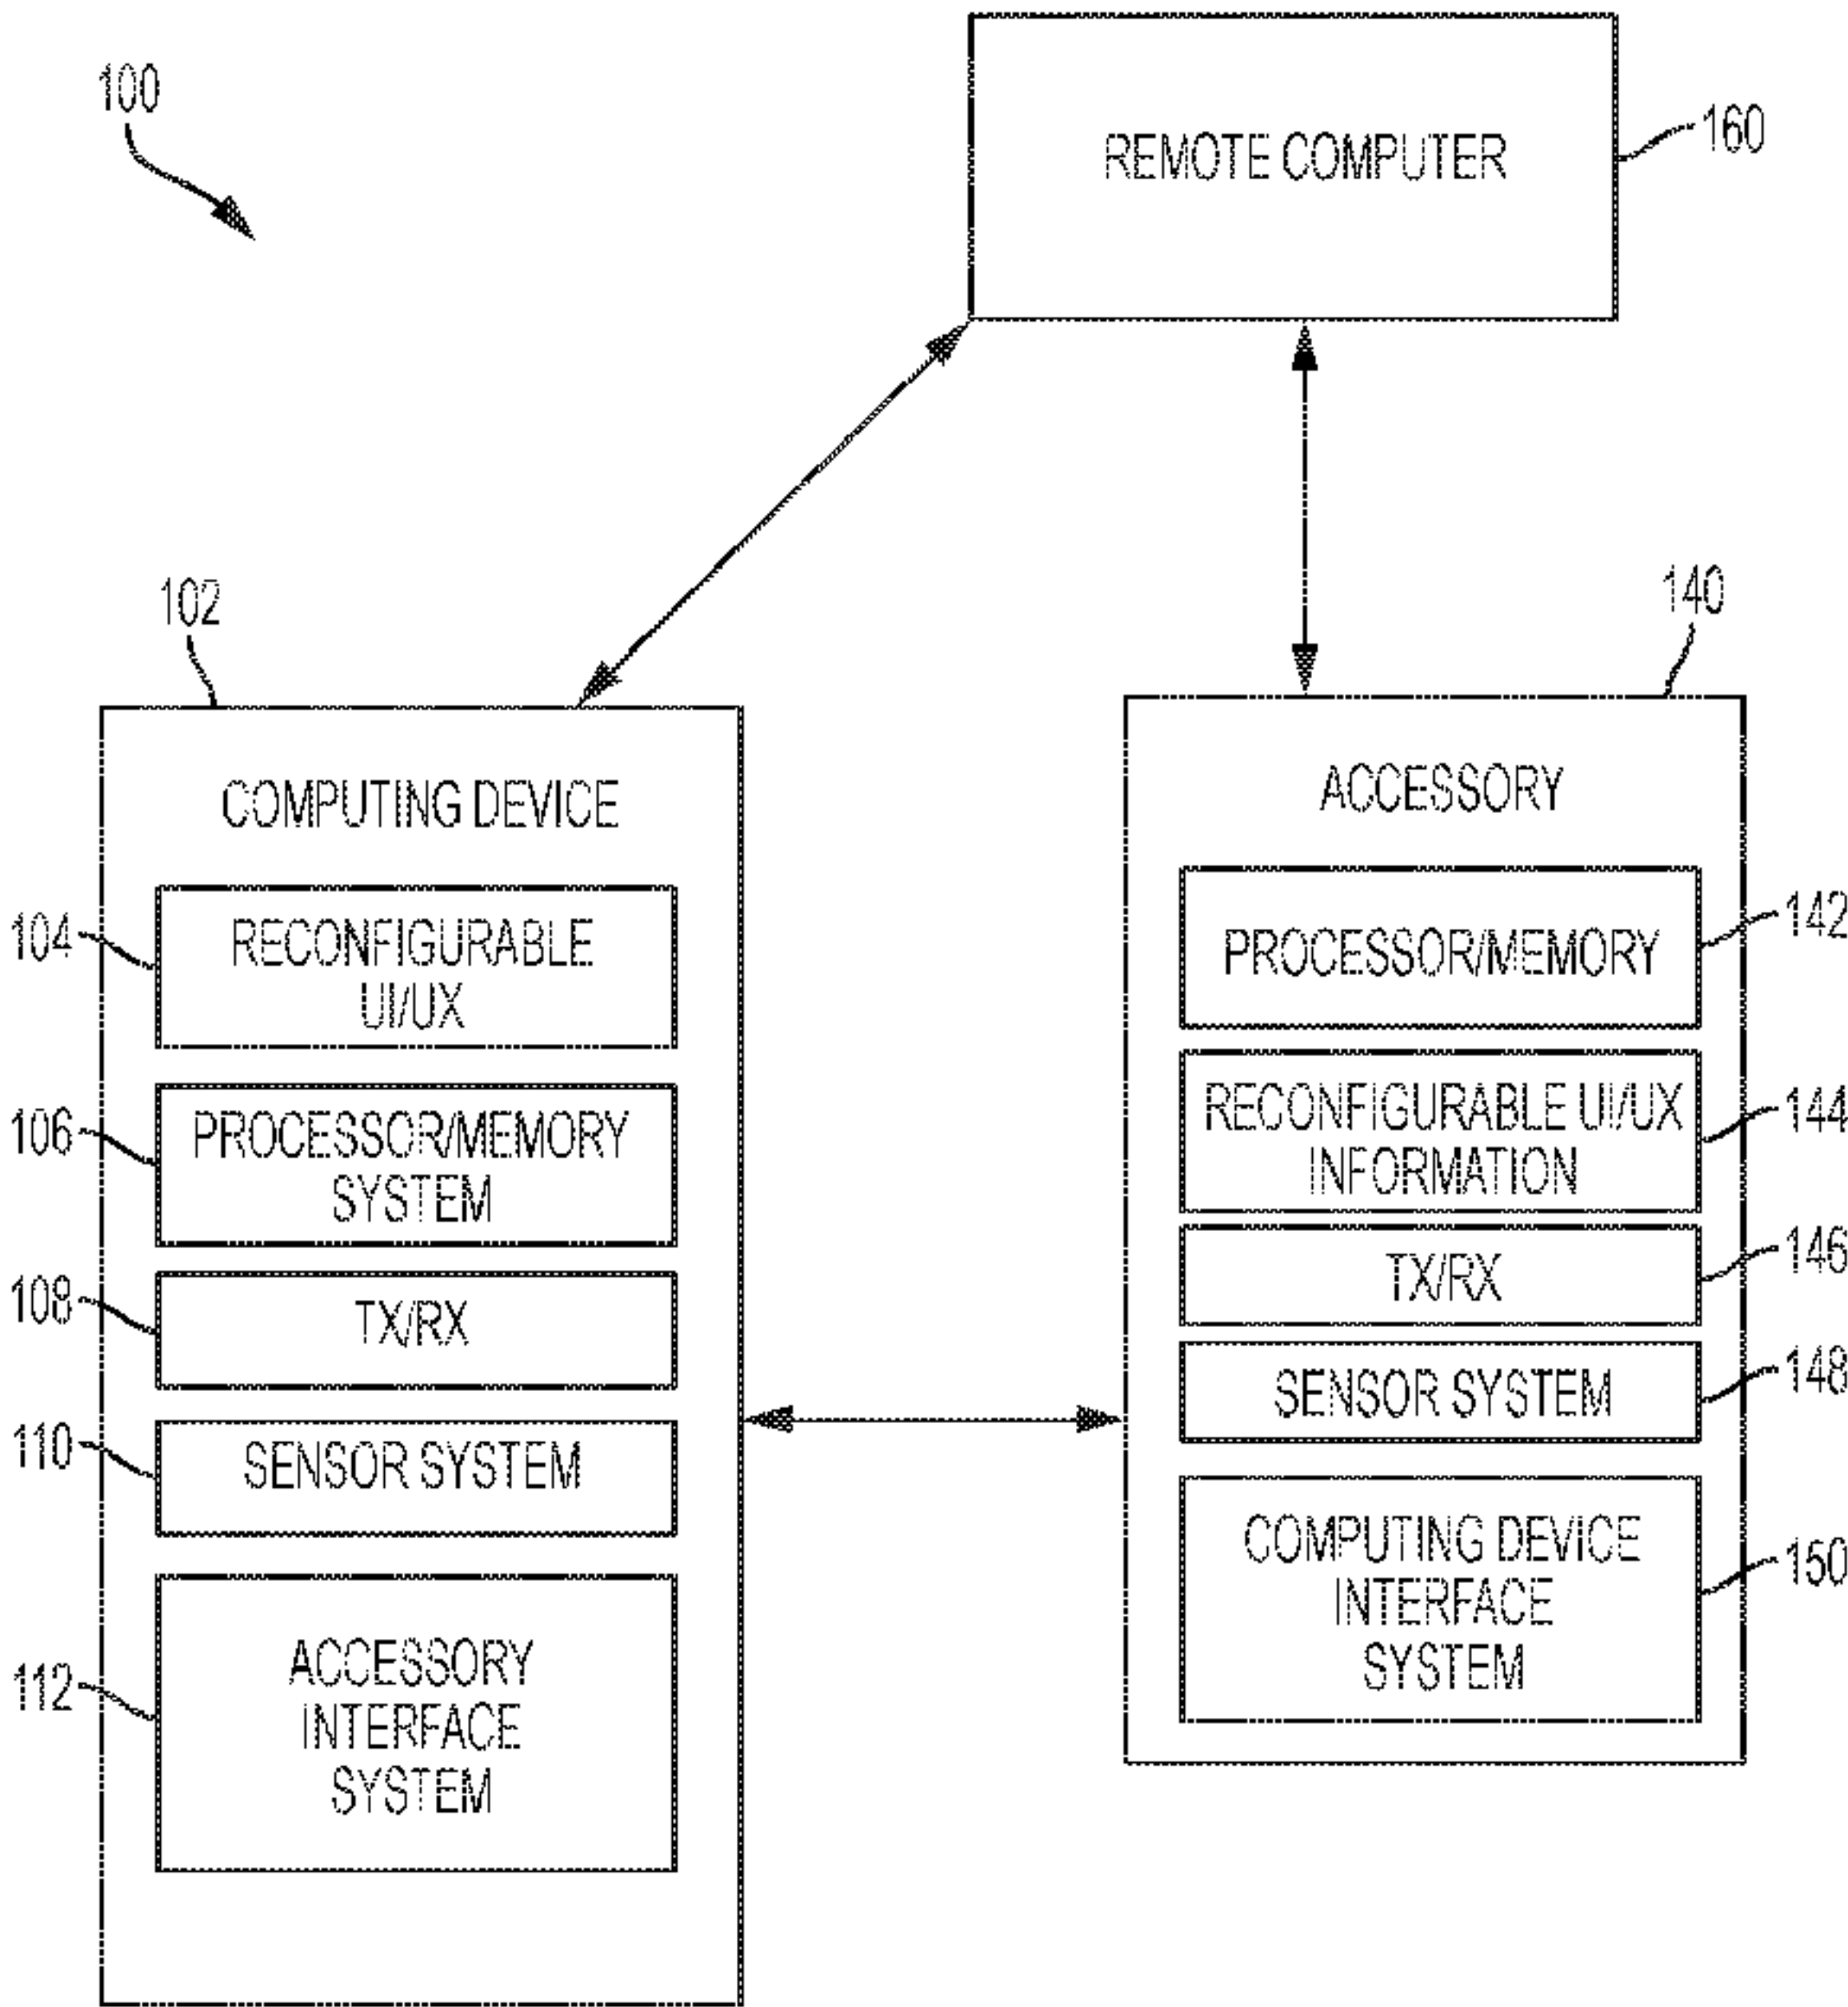 100
REMOTE COMPUTER
160
102
COMPUTING DEVICE
104
RECONFIGURABLE
UI/UX
106
PROCESSOR/MEMORY
SYSTEM
108
TX/RX
110
SENSOR SYSTEM
112
ACCESSORY
INTERFACE
SYSTEM
140
ACCESSORY
PROCESSOR/MEMORY
142
RECONFIGURABLE UI/UX
INFORMATION
144
TX/RX
146
SENSOR SYSTEM
148
COMPUTING DEVICE
INTERFACE
SYSTEM
150